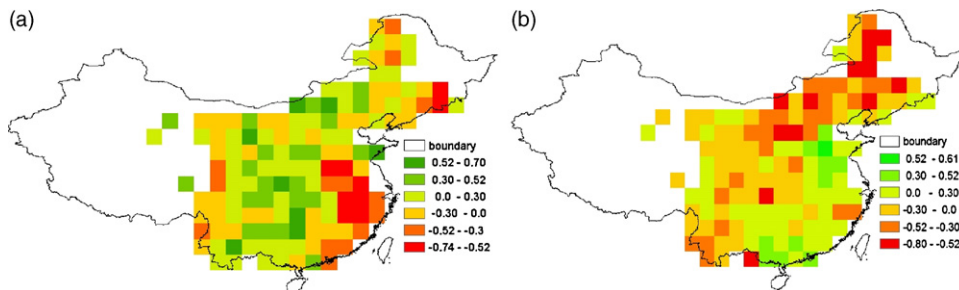 (a)
boundary
0.52 - 0.70
0.30 - 0.52
0.0 - 0.30
-0.30 - 0.0
-0.52 - -0.3
-0.74 - -0.52
(b)
boundary
0.52 - 0.61
0.30 - 0.52
0.0 - 0.30
-0.30 - 0.0
-0.52 - -0.30
-0.80 - -0.52